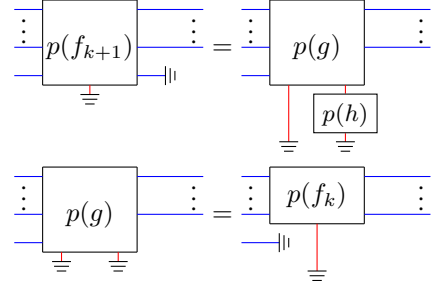 p(f_{k+1}) = p(g)
p(h)
p(g) = p(f_k)